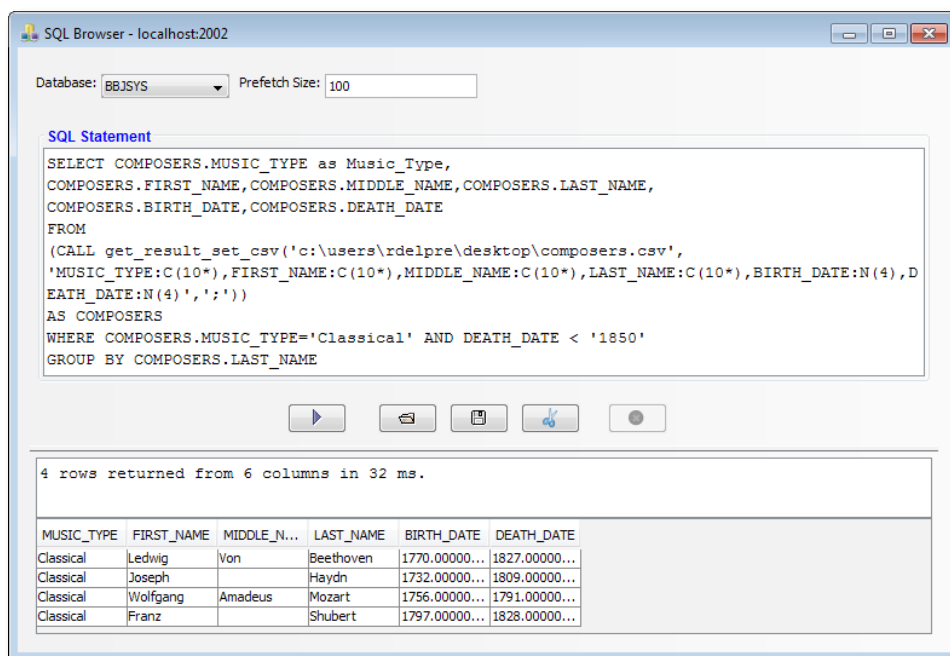 SQL Browser - localhost:2002
Database: BBJSYS Prefetch Size: 100
SQL Statement
SELECT COMPOSERS.MUSIC_TYPE as Music_Type,
COMPOSERS.FIRST_NAME,COMPOSERS.MIDDLE_NAME,COMPOSERS.LAST_NAME,
COMPOSERS.BIRTH_DATE,COMPOSERS.DEATH_DATE
FROM
(CALL get_result_set_csv('c:\users\rdelpre\desktop\composers.csv',
'MUSIC_TYPE:C(10*),FIRST_NAME:C(10*),MIDDLE_NAME:C(10*),LAST_NAME:C(10*),BIRTH_DATE:N(4),D
EATH_DATE:N(4)',';'))
AS COMPOSERS
WHERE COMPOSERS.MUSIC_TYPE='Classical' AND DEATH_DATE < '1850'
GROUP BY COMPOSERS.LAST_NAME
4 rows returned from 6 columns in 32 ms.
MUSIC_TYPE FIRST_NAME MIDDLE_N... LAST_NAME BIRTH_DATE DEATH_DATE
Classical Ledwig Von Beethoven 1770.00000... 1827.00000...
Classical Joseph Haydn 1732.00000... 1809.00000...
Classical Wolfgang Amadeus Mozart 1756.00000... 1791.00000...
Classical Franz Shubert 1797.00000... 1828.00000...